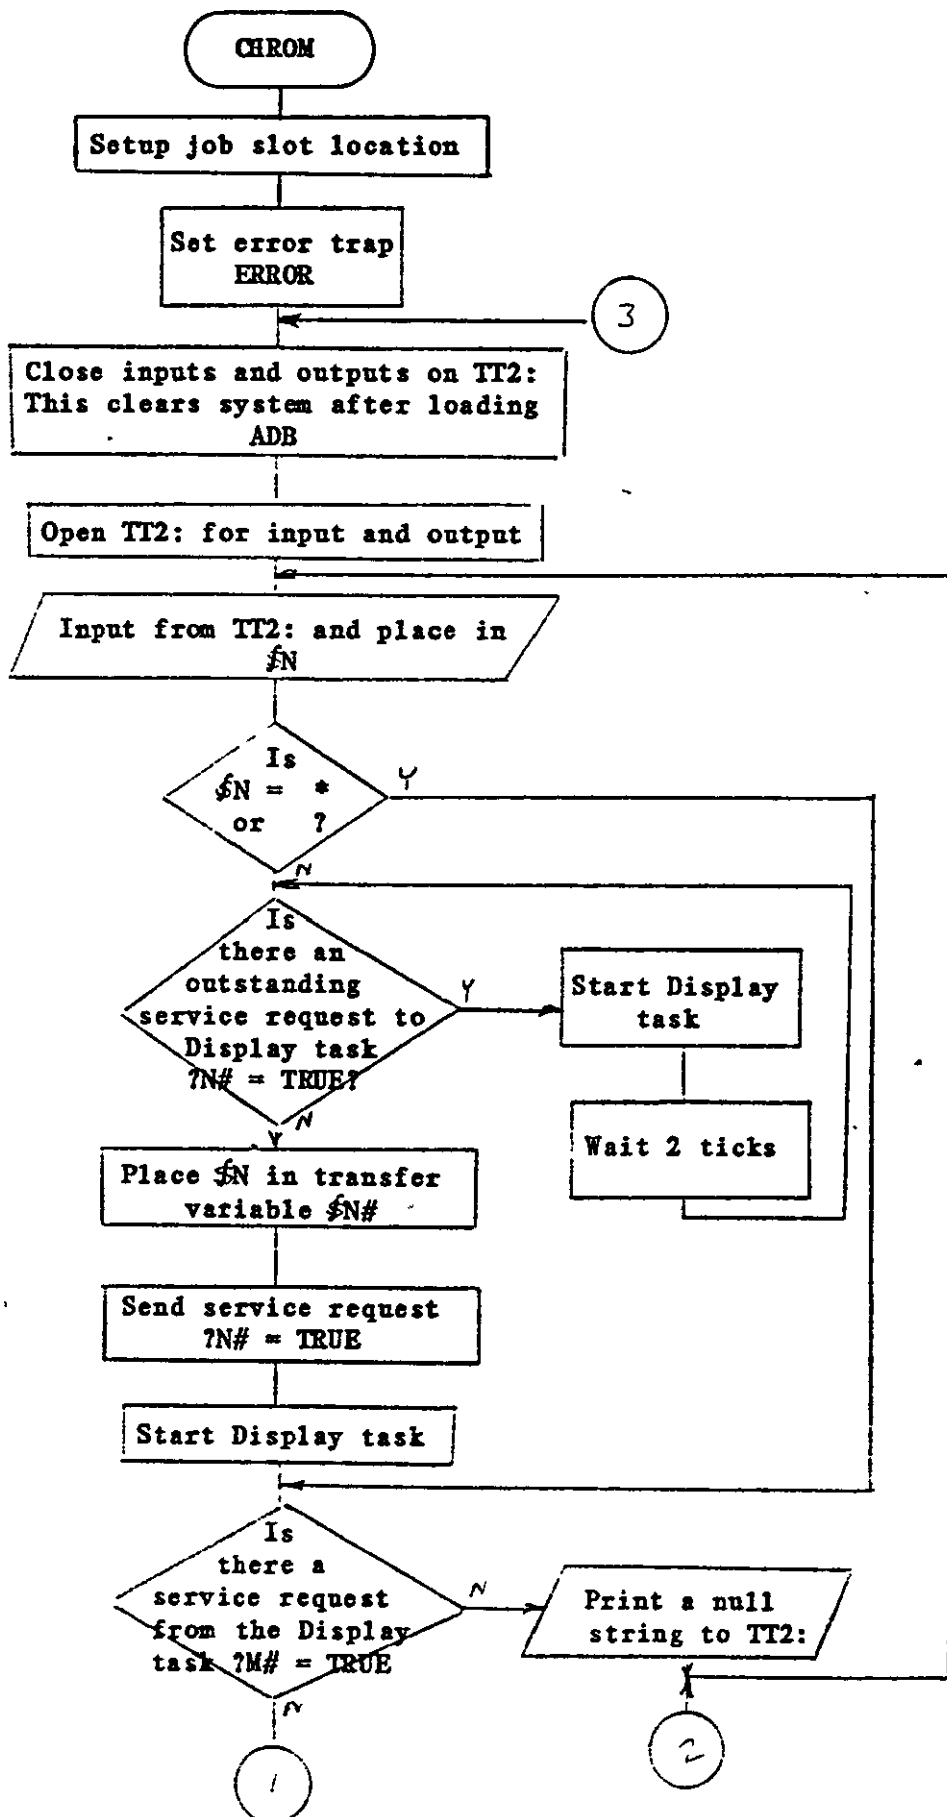 CHROM
Setup job slot location
Set error trap
ERROR
3
Close inputs and outputs on TT2:
This clears system after loading
ADB
Open TT2: for input and output
Input from TT2: and place in
$N
Is
$N = *
or ?
Y
N
Is
there an
outstanding
service request to
Display task
?N# = TRUE?
Y
Start Display
task
Wait 2 ticks
N
Place $N in transfer
variable $N#
Send service request
?N# = TRUE
Start Display task
Is
there a
service request
from the Display
task ?M# = TRUE
N
Print a null
string to TT2:
N
1
2